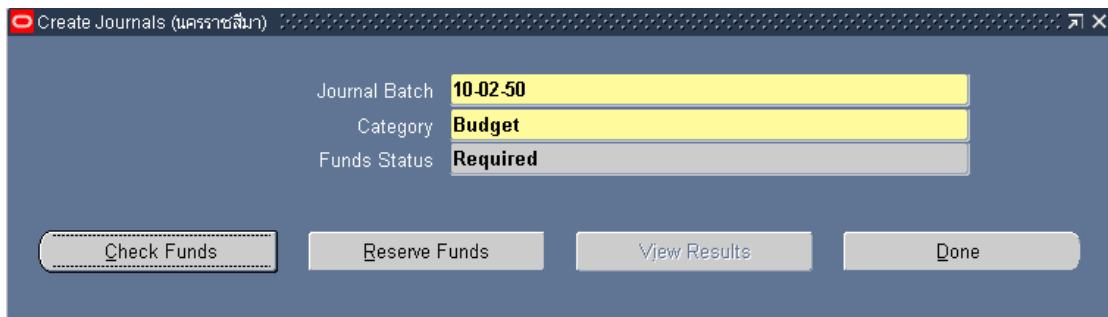 Create Journals (นครราชสีมา)
Journal Batch 10-02-50
Category Budget
Funds Status Required
Check Funds Reserve Funds View Results Done